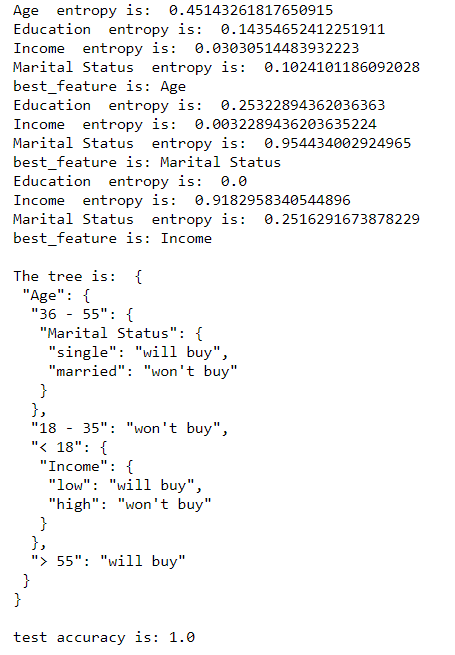 Age  entropy is:  0.45143261817650915
Education  entropy is:  0.14354652412251911
Income  entropy is:  0.03030514483932223
Marital Status  entropy is:  0.1024101186092028
best_feature is: Age
Education  entropy is:  0.25322894362036363
Income  entropy is:  0.0032289436203635224
Marital Status  entropy is:  0.954434002924965
best_feature is: Marital Status
Education  entropy is:  0.0
Income  entropy is:  0.9182958340544896
Marital Status  entropy is:  0.2516291673878229
best_feature is: Income

The tree is:  {
 "Age": {
  "36 - 55": {
   "Marital Status": {
    "single": "will buy",
    "married": "won't buy"
   }
  },
  "18 - 35": "won't buy",
  "< 18": {
   "Income": {
    "low": "will buy",
    "high": "won't buy"
   }
  },
  "> 55": "will buy"
 }
}

test accuracy is: 1.0